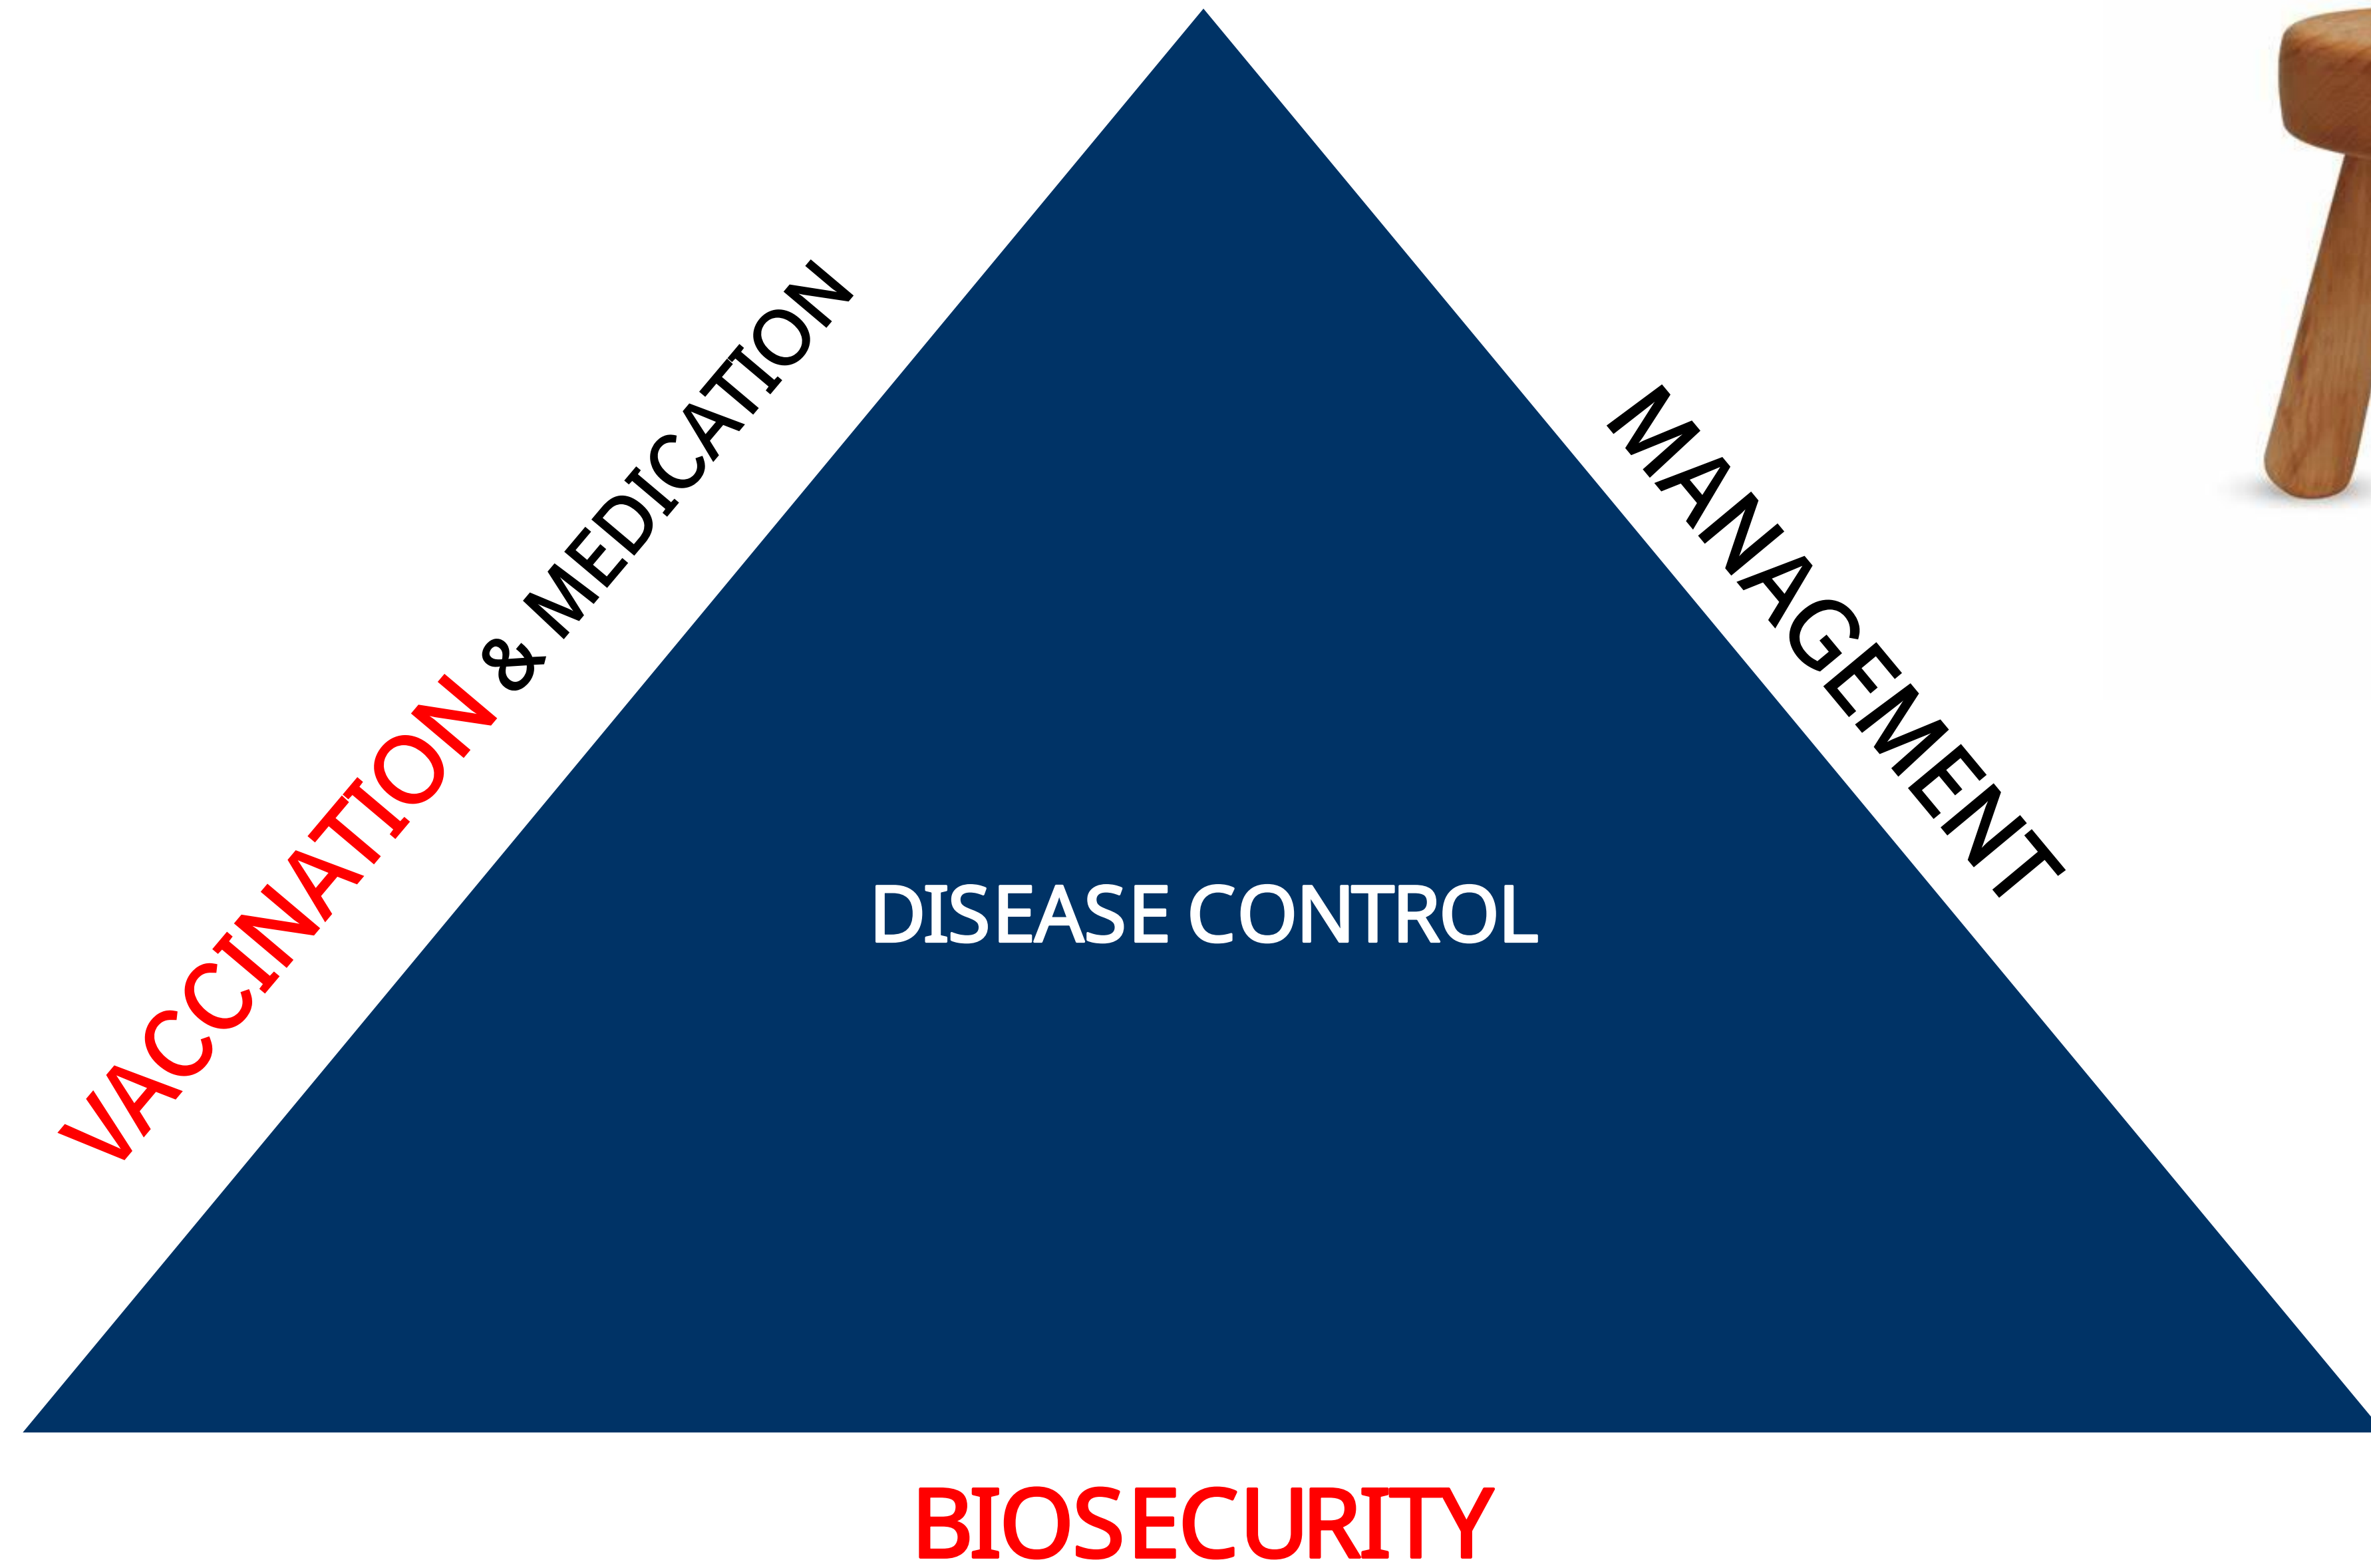 VACCINATION & MEDICATION
MANAGEMENT
DISEASE CONTROL
BIOSECURITY